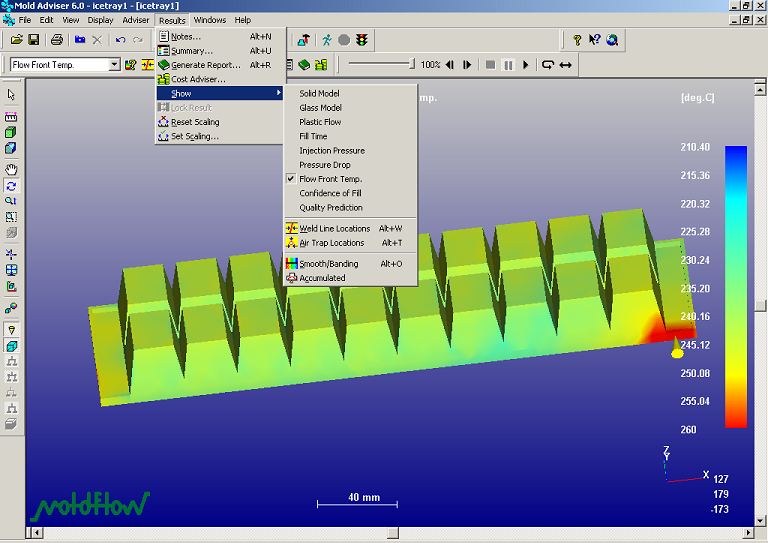 Mold Adviser 6.0 - icetray1 - [icetray1]
File Edit View Display Adviser Results Windows Help
Notes... Alt+N
Summary... Alt+U
Generate Report... Alt+R
Cost Adviser...
Show
Lock Result
Reset Scaling
Set Scaling...
Flow Front Temp.
100%
Solid Model
Glass Model
Plastic Flow
Fill Time
Injection Pressure
Pressure Drop
Flow Front Temp.
Confidence of Fill
Quality Prediction
Weld Line Locations Alt+W
Air Trap Locations Alt+T
Smooth/Banding Alt+O
Accumulated
mp.
[deg.C]
210.40
215.36
220.32
225.28
230.24
235.20
240.16
245.12
250.08
255.04
260
Z
Y
X
127
179
-173
40 mm
moldflow